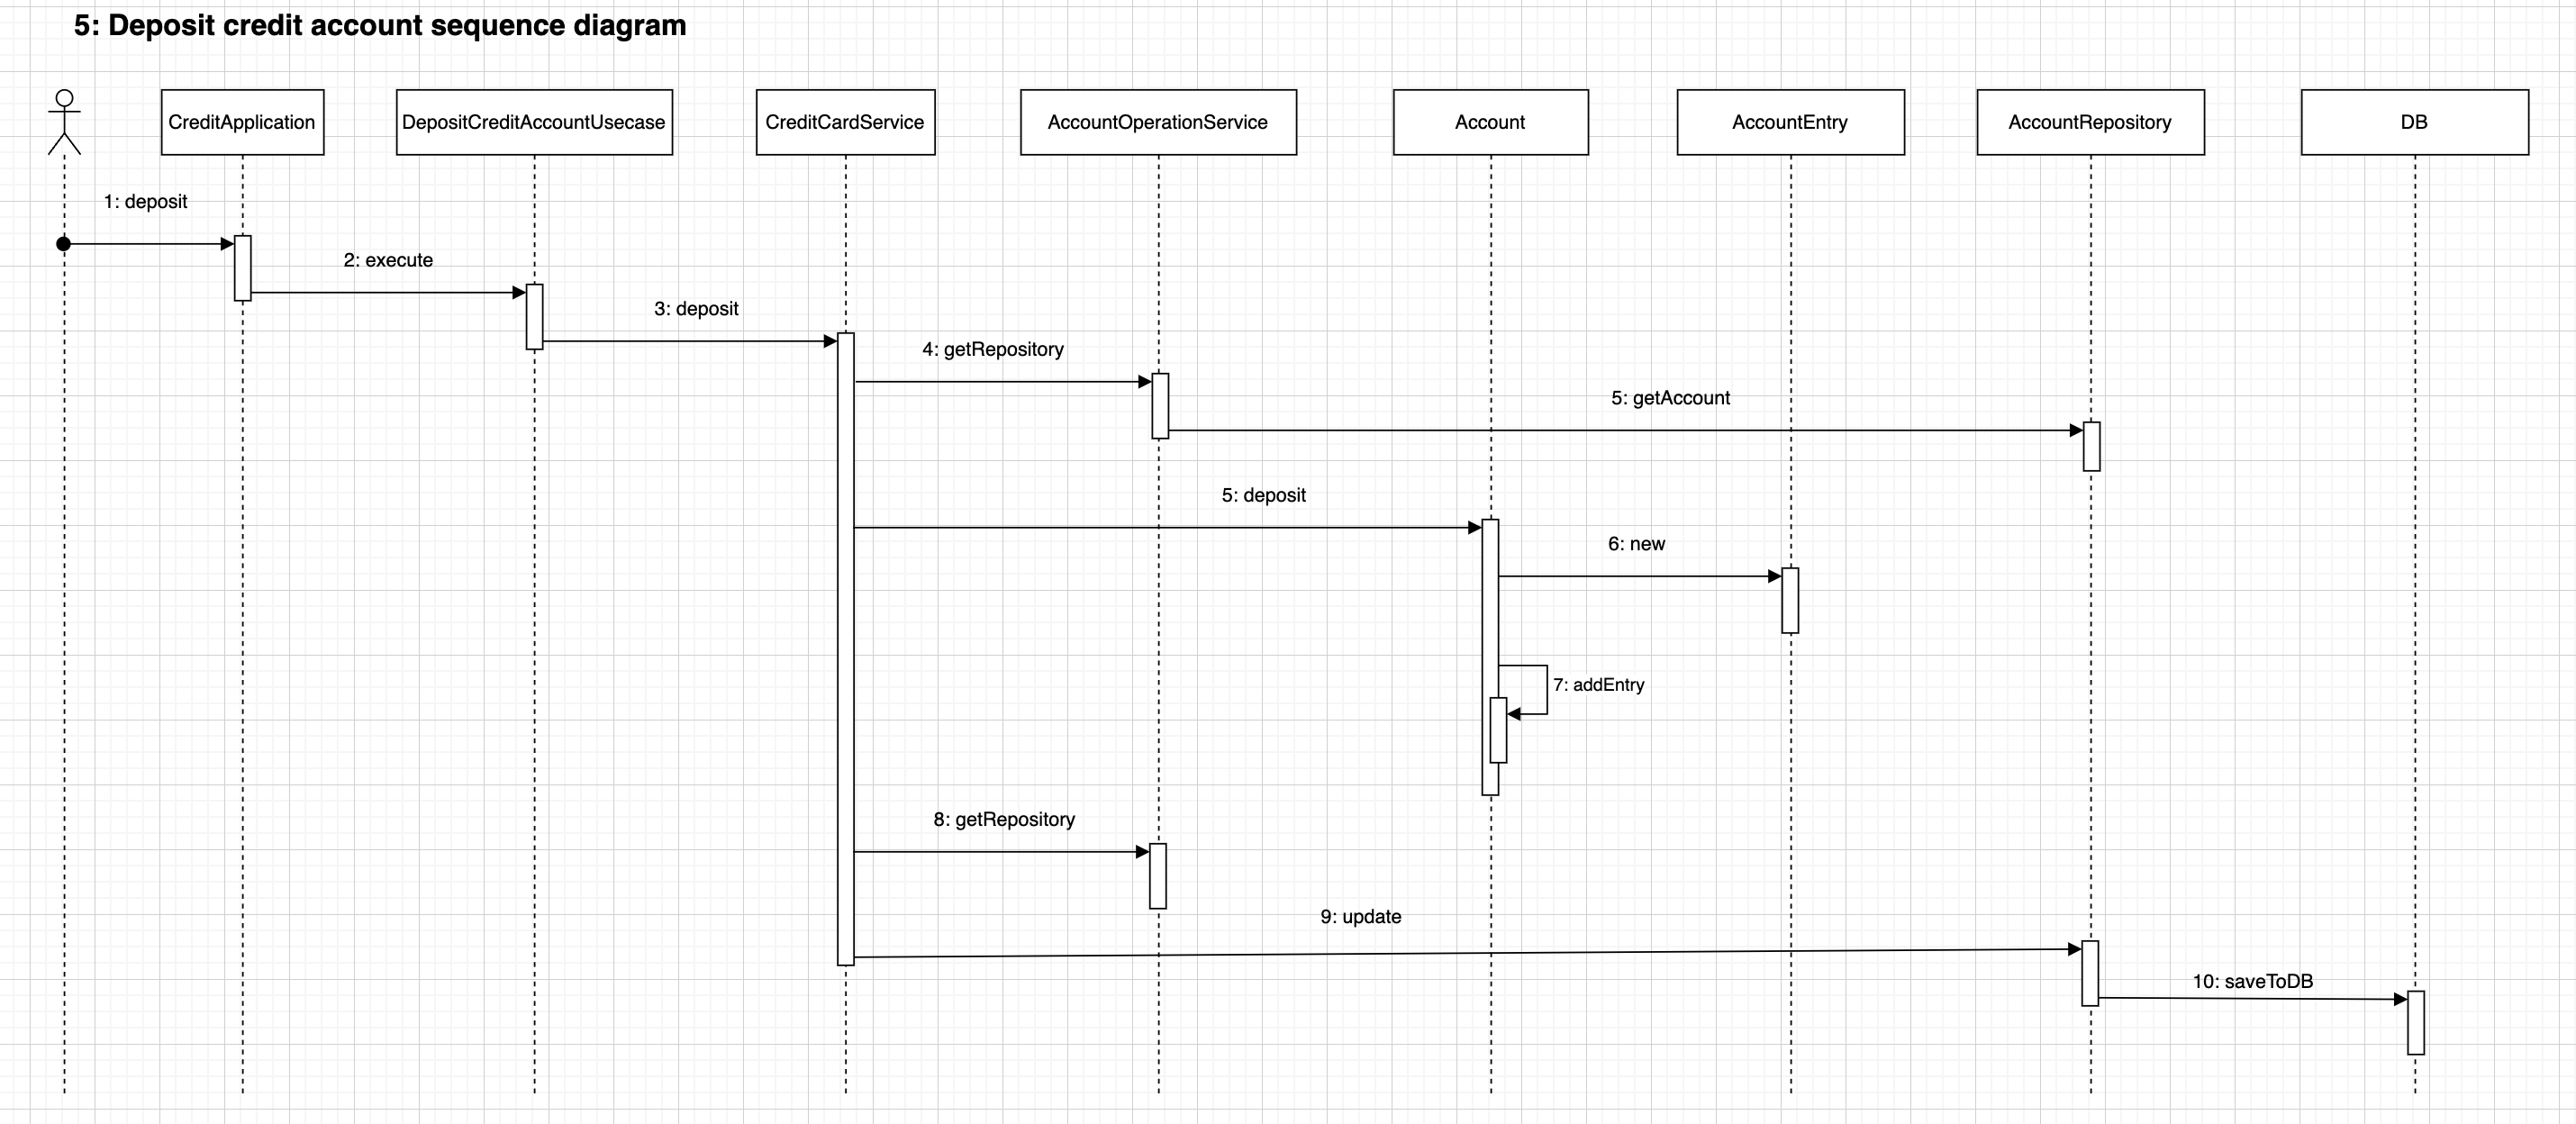 5: Deposit credit account sequence diagram
CreditApplication
DepositCreditAccountUsecase
CreditCardService
AccountOperationService
Account
AccountEntry
AccountRepository
DB
1: deposit
2: execute
3: deposit
4: getRepository
5: getAccount
5: deposit
6: new
7: addEntry
8: getRepository
9: update
10: saveToDB